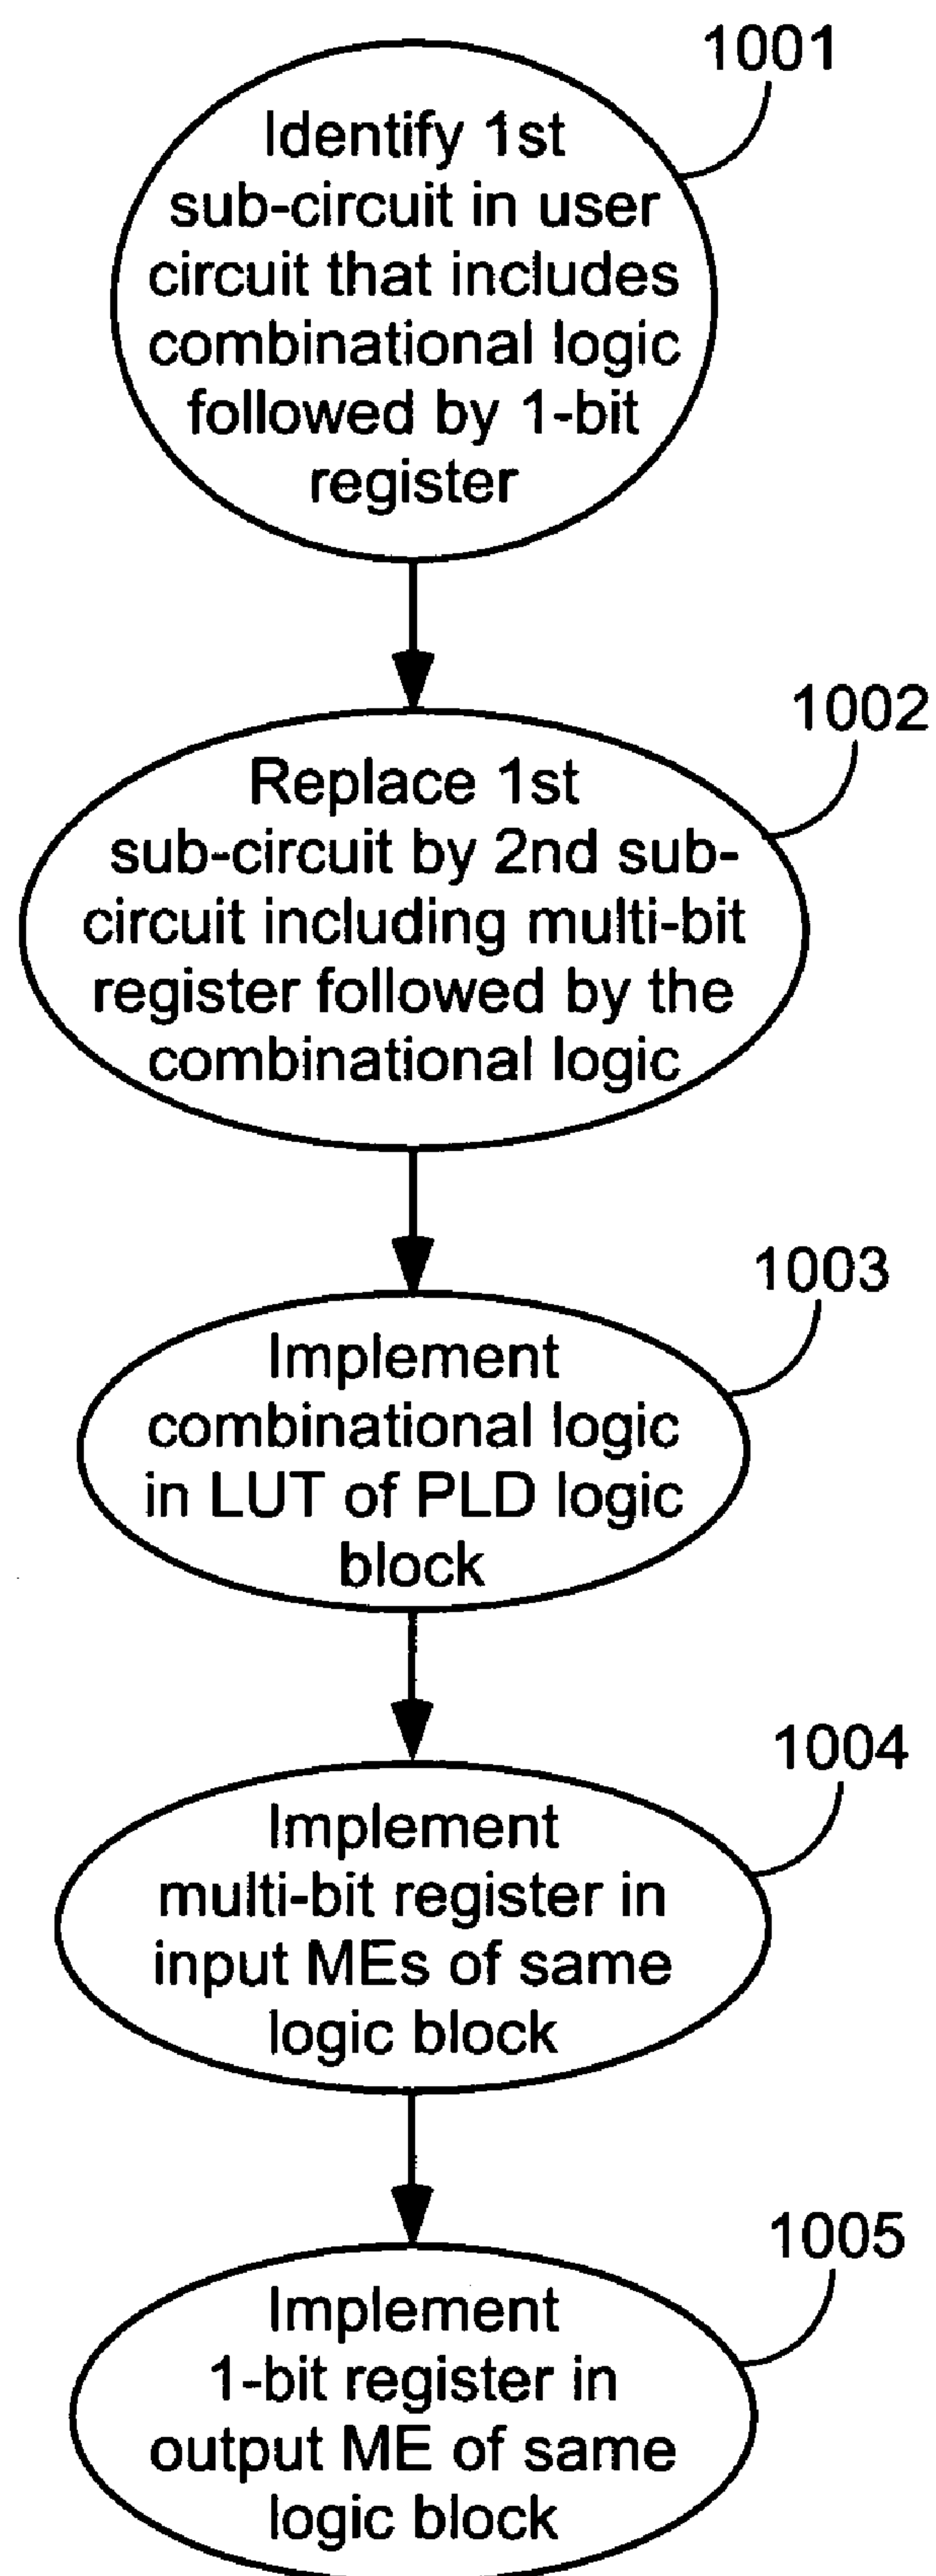 1001
Identify 1st
sub-circuit in user
circuit that includes
combinational logic
followed by 1-bit
register
1002
Replace 1st
sub-circuit by 2nd sub-
circuit including multi-bit
register followed by the
combinational logic
1003
Implement
combinational logic
in LUT of PLD logic
block
1004
Implement
multi-bit register in
input MEs of same
logic block
1005
Implement
1-bit register in
output ME of same
logic block